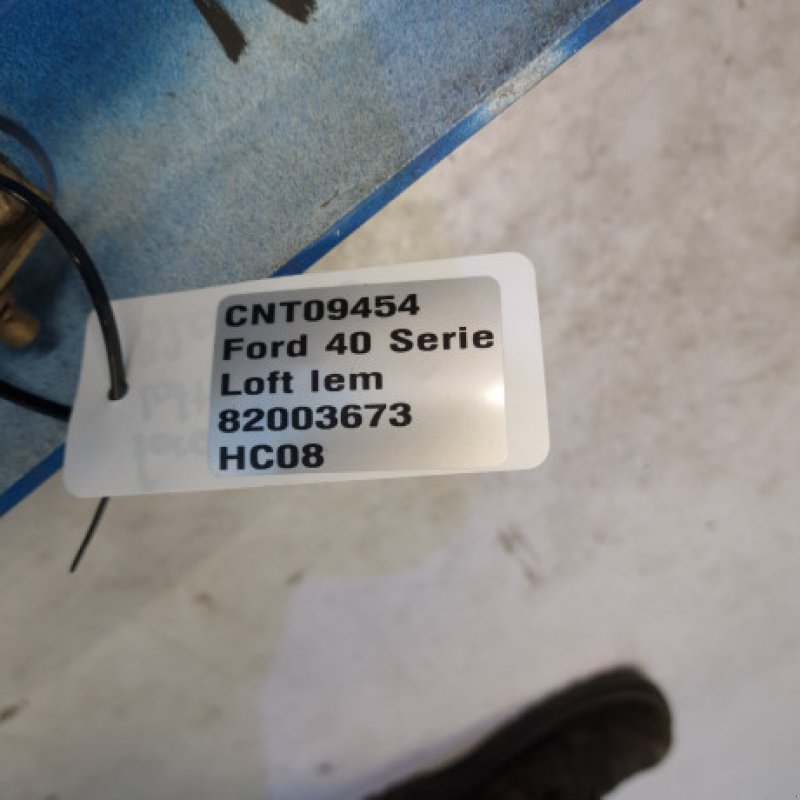 CNT09454
Ford 40 Serie
Loft lem
82003673
HC08